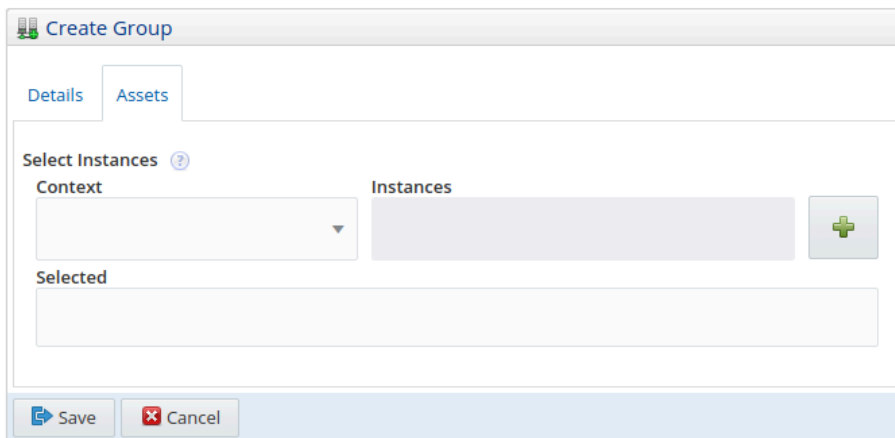 Create Group
Details Assets
Select Instances ?
Context Instances
Selected
Save Cancel